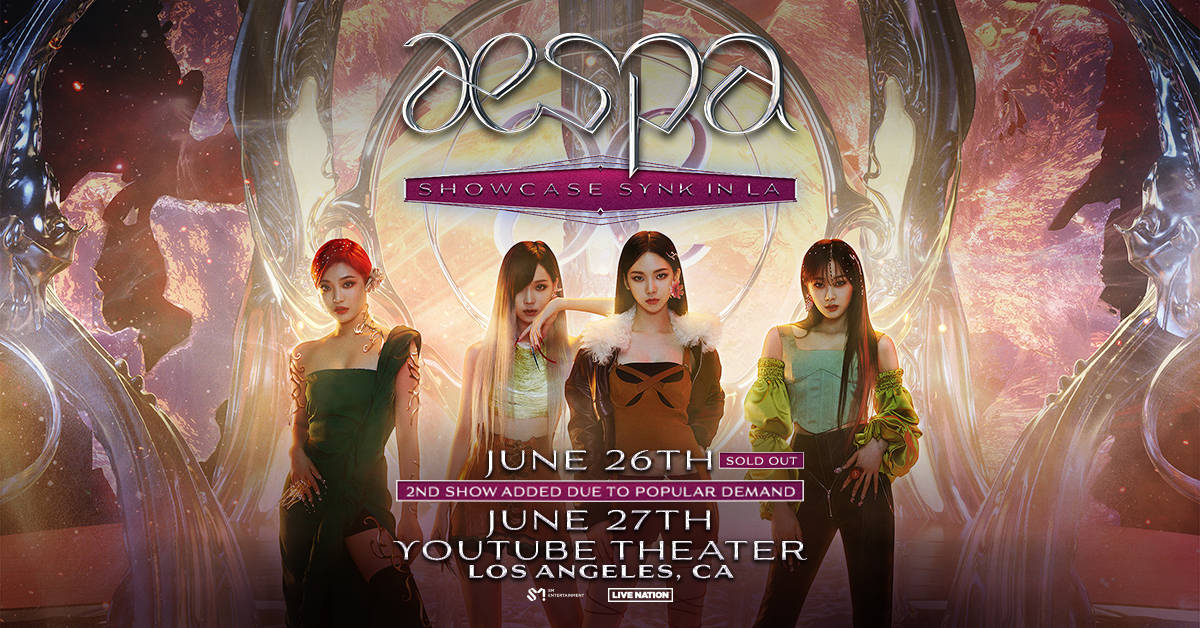 aespa
SHOWCASE SYNK IN LA
JUNE 26TH SOLD OUT
2ND SHOW ADDED DUE TO POPULAR DEMAND
JUNE 27TH
YOUTUBE THEATER
LOS ANGELES, CA
SM ENTERTAINMENT LIVE NATION